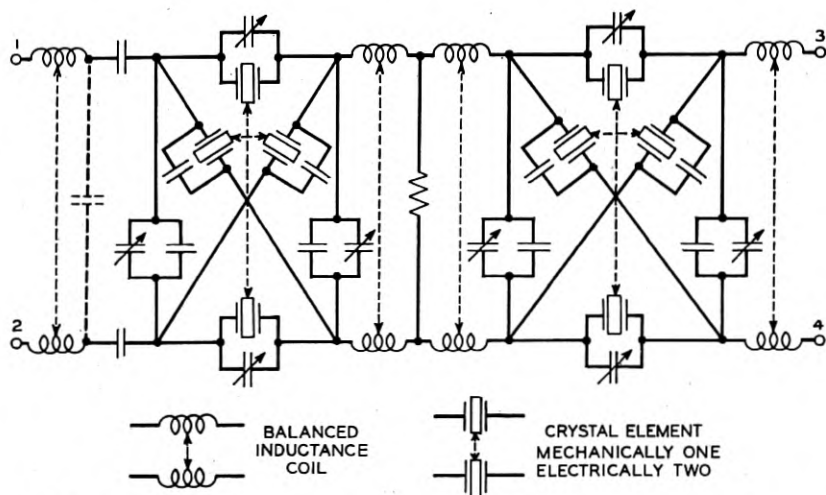 1
3
2
4
BALANCED
INDUCTANCE
COIL
CRYSTAL ELEMENT
MECHANICALLY ONE
ELECTRICALLY TWO